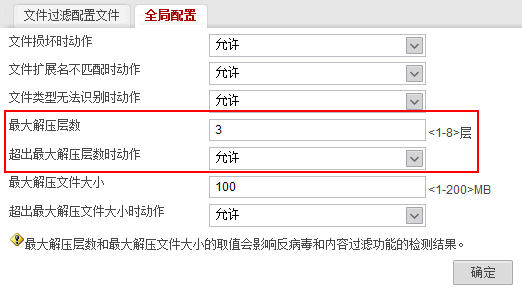 文件过滤配置文件 全局配置
文件损坏时动作 允许
文件扩展名不匹配时动作 允许
文件类型无法识别时动作 允许
最大解压层数 3 <1-8>层
超出最大解压层数时动作 允许
最大解压文件大小 100 <1-200>MB
超出最大解压文件大小时动作 允许
最大解压层数和最大解压文件大小的取值会影响反病毒和内容过滤功能的检测结果。
确定